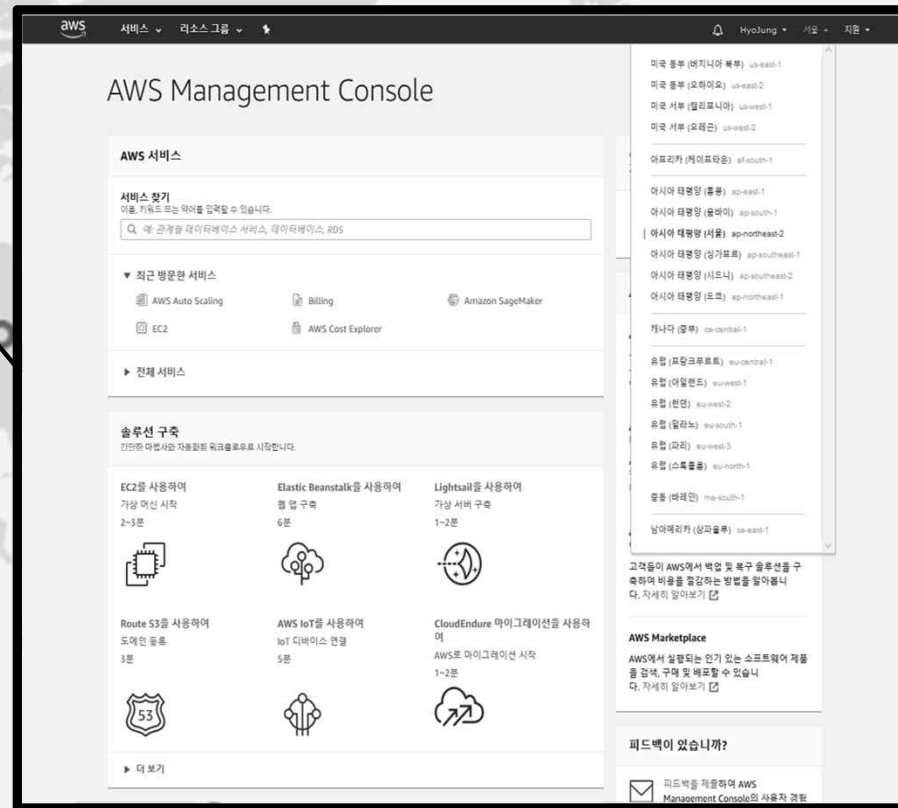 aws
서비스
리소스 그룹
HyoJung
서울
지원
AWS Management Console
AWS 서비스
서비스 찾기
이름, 키워드 또는 약어를 입력할 수 있습니다.
예: 관계형 데이터베이스 서비스, 데이터베이스, RDS
최근 방문한 서비스
AWS Auto Scaling
Billing
Amazon SageMaker
EC2
AWS Cost Explorer
전체 서비스
솔루션 구축
간단한 마법사와 자동화된 워크플로우로 시작합니다.
EC2를 사용하여
가상 머신 시작
2~3분
Elastic Beanstalk을 사용하여
웹 앱 구축
6분
Lightsail을 사용하여
가상 서버 구축
1~2분
Route 53을 사용하여
도메인 등록
3분
53
AWS IoT를 사용하여
IoT 디바이스 연결
5분
CloudEndure 마이그레이션을 사용하
여
AWS로 마이그레이션 시작
1~2분
더 보기
미국 동부 (버지니아 북부) us-east-1
미국 동부 (오하이오) us-east-2
미국 서부 (캘리포니아) us-west-1
미국 서부 (오레곤) us-west-2
아프리카 (케이프타운) af-south-1
아시아 태평양 (홍콩) ap-east-1
아시아 태평양 (뭄바이) ap-south-1
아시아 태평양 (서울) ap-northeast-2
아시아 태평양 (싱가포르) ap-southeast-1
아시아 태평양 (시드니) ap-southeast-2
아시아 태평양 (도쿄) ap-northeast-1
캐나다 (중부) ca-central-1
유럽 (프랑크푸르트) eu-central-1
유럽 (아일랜드) eu-west-1
유럽 (런던) eu-west-2
유럽 (밀라노) eu-south-1
유럽 (파리) eu-west-3
유럽 (스톡홀름) eu-north-1
중동 (바레인) me-south-1
남아메리카 (상파울루) sa-east-1
고객들이 AWS에서 백업 및 복구 솔루션을 구
축하여 비용을 절감하는 방법을 알아봅니
다. 자세히 알아보기
AWS Marketplace
AWS에서 실행되는 인기 있는 소프트웨어 제품
을 검색, 구매 및 배포할 수 있습니
다. 자세히 알아보기
피드백이 있습니까?
피드백을 제출하여 AWS
Management Console의 사용자 경험